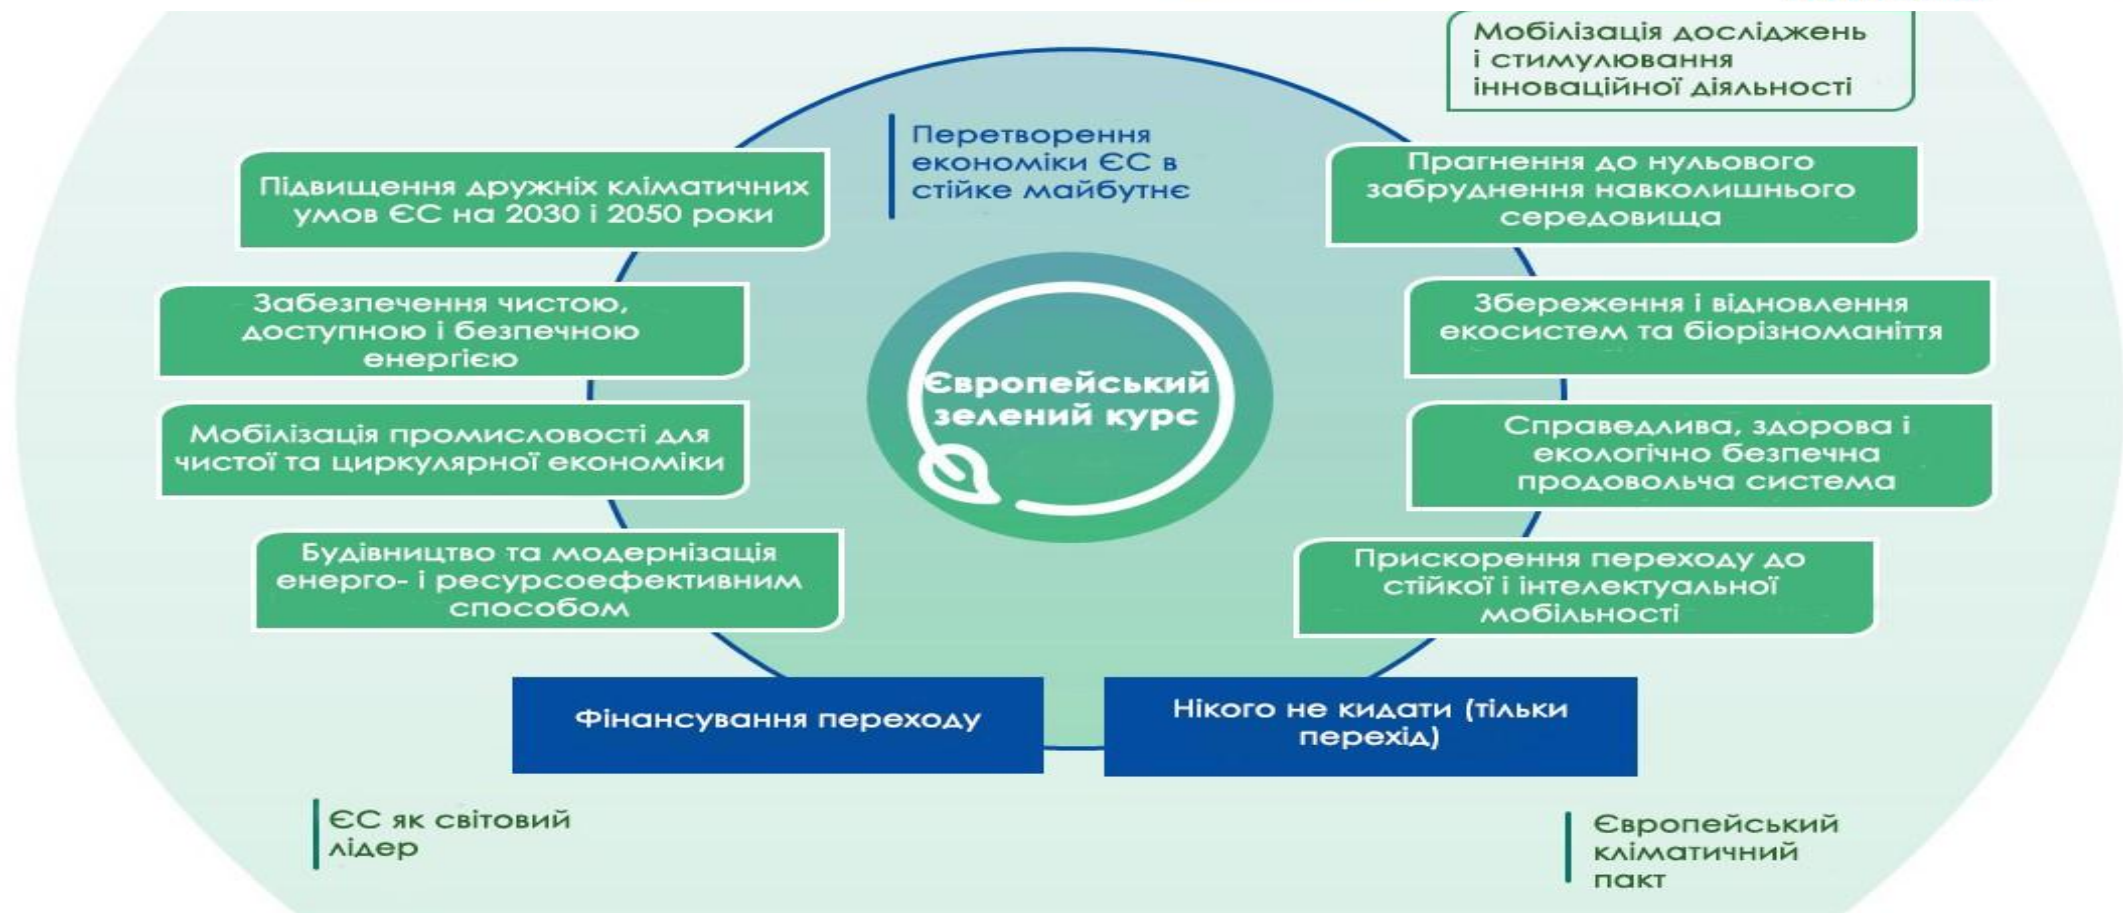 Мобілізація досліджень
і стимулювання
інноваційної діяльності
Перетворення
економіки ЄС в
стійке майбутнє
Підвищення дружніх кліматичних
умов ЄС на 2030 і 2050 роки
Прагнення до нульового
забруднення навколишнього
середовища
Забезпечення чистою,
доступною і безпечною
енергією
Збереження і відновлення
екосистем та біорізноманіття
Європейський
зелений курс
Мобілізація промисловості для
чистої та циркулярної економіки
Справедлива, здорова і
екологічно безпечна
продовольча система
Будівництво та модернізація
енерго- і ресурсоефективним
способом
Прискорення переходу до
стійкої і інтелектуальної
мобільності
Фінансування переходу
Нікого не кидати (тільки
перехід)
ЄС як світовий
лідер
Європейський
кліматичний
пакт